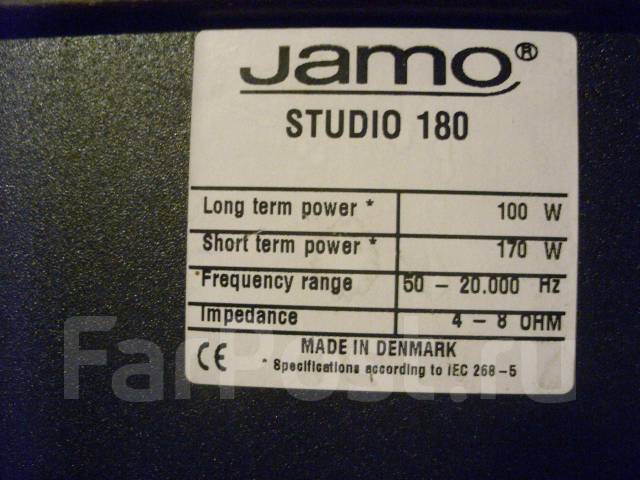 Jamo®
STUDIO 180
Long term power * 100 W
Short term power * 170 W
*Frequency range 50 – 20.000 Hz
Impedance 4 – 8 OHM
CE MADE IN DENMARK
* Specifications according to IEC 268–5
FarPost.ru